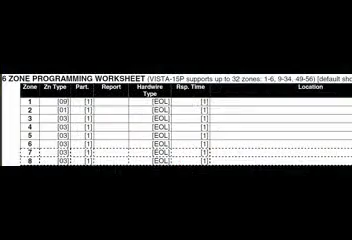 6 ZONE PROGRAMMING WORKSHEET (VISTA-15P supports up to 32 zones: 1-6, 9-34, 49-56) [default
Zone Zn Type Part. Report Hardwire Type Rsp. Time Location
1 [09] [1] [EOL] [1]
2 [01] [1] [EOL] [1]
3 [03] [1] [EOL] [1]
4 [03] [1] [EOL] [1]
5 [03] [1] [EOL] [1]
6 [03] [1] [EOL] [1]
7 [03] [1] [EOL] [1]
8 [03] [1] [EOL] [1]